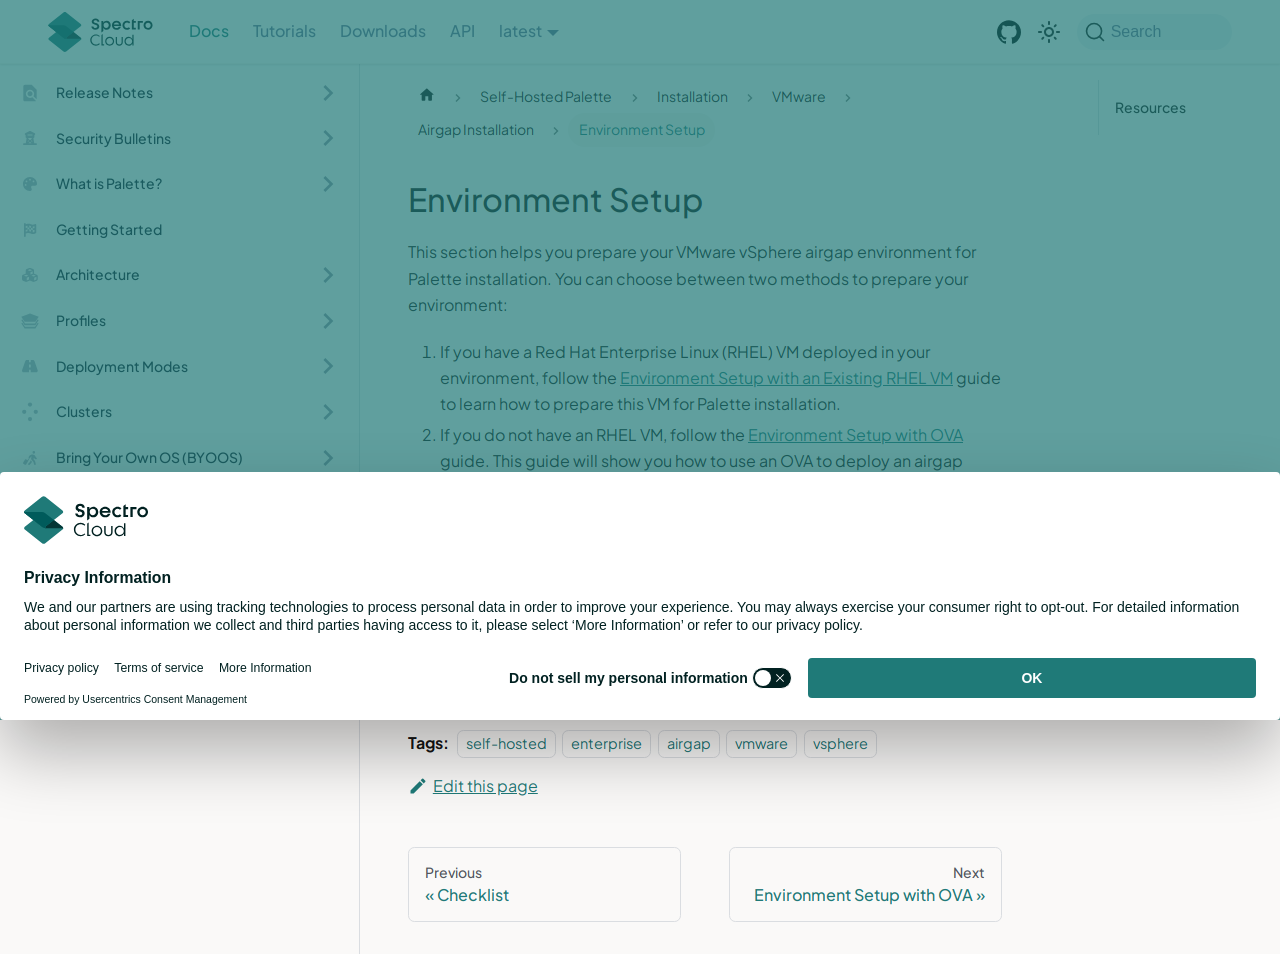 Spectro Cloud
Docs Tutorials Downloads API latest Search
Release Notes
Security Bulletins
What is Palette?
Getting Started
Architecture
Profiles
Deployment Modes
Clusters
Bring Your Own OS (BYOOS)
Self-Hosted Palette Installation VMware
Airgap Installation Environment Setup
Resources
Environment Setup
This section helps you prepare your VMware vSphere airgap environment for
Palette installation. You can choose between two methods to prepare your
environment:
1. If you have a Red Hat Enterprise Linux (RHEL) VM deployed in your
environment, follow the Environment Setup with an Existing RHEL VM guide
to learn how to prepare this VM for Palette installation.
2. If you do not have an RHEL VM, follow the Environment Setup with OVA
guide. This guide will show you how to use an OVA to deploy an airgap
Spectro
Cloud
Privacy Information
We and our partners are using tracking technologies to process personal data in order to improve your experience. You may always exercise your consumer right to opt-out. For detailed information
about personal information we collect and third parties having access to it, please select ‘More Information’ or refer to our privacy policy.
Privacy policy Terms of service More Information
Do not sell my personal information OK
Powered by Usercentrics Consent Management
Tags: self-hosted enterprise airgap vmware vsphere
Edit this page
Previous
« Checklist
Next
Environment Setup with OVA »